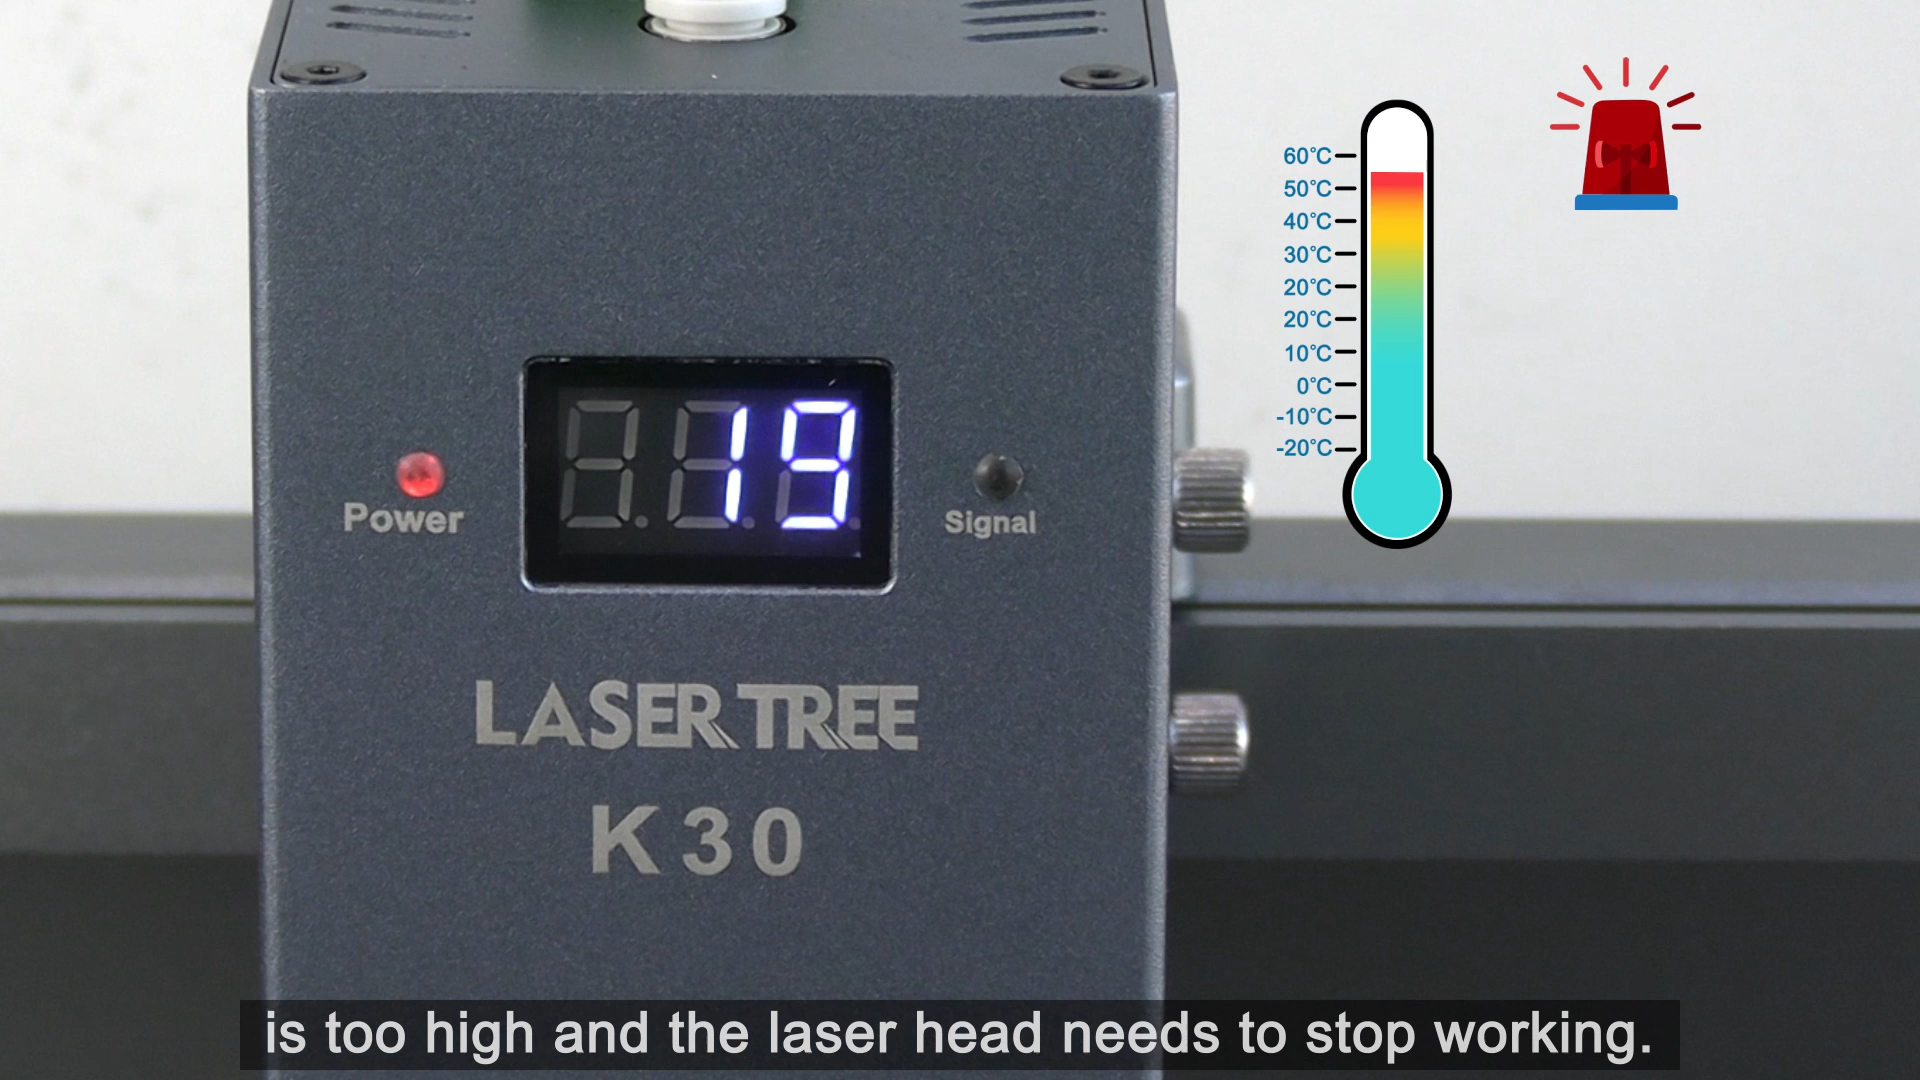 60°C
50°C
40°C
30°C
20°C
20°C
10°C
0°C
-10°C
-20°C
19
Power
Signal
LASER TREE
K30
is too high and the laser head needs to stop working.